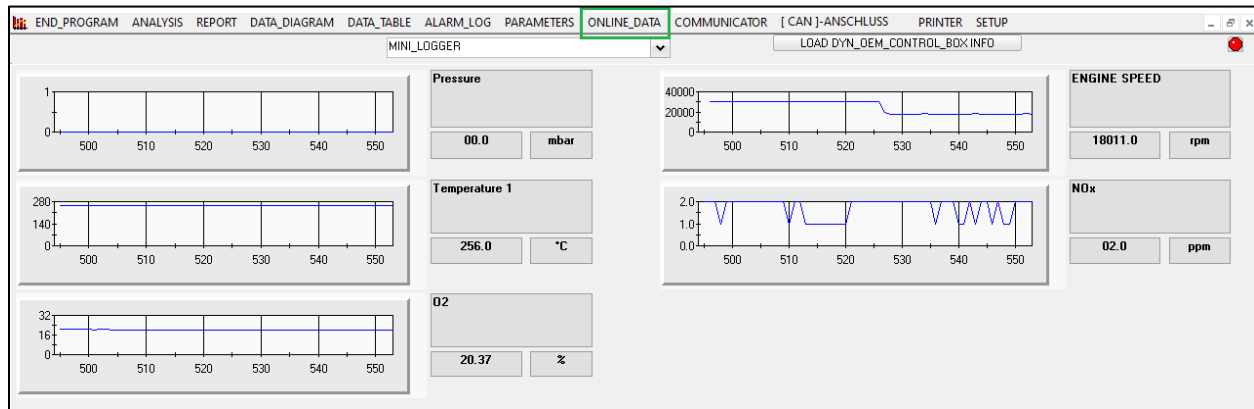 END_PROGRAM ANALYSIS REPORT DATA_DIAGRAM DATA_TABLE ALARM_LOG PARAMETERS ONLINE_DATA COMMUNICATOR [ CAN ]-ANSCHLUSS PRINTER SETUP
MINI_LOGGER LOAD DYN_OEM_CONTROL_BOX INFO
Pressure
1
0
500 510 520 530 540 550
00.0 mbar
ENGINE SPEED
40000
20000
0
500 510 520 530 540 550
18011.0 rpm
Temperature 1
280
140
0
500 510 520 530 540 550
256.0 °C
NOx
2.0
1.0
0.0
500 510 520 530 540 550
02.0 ppm
O2
32
16
0
500 510 520 530 540 550
20.37 %